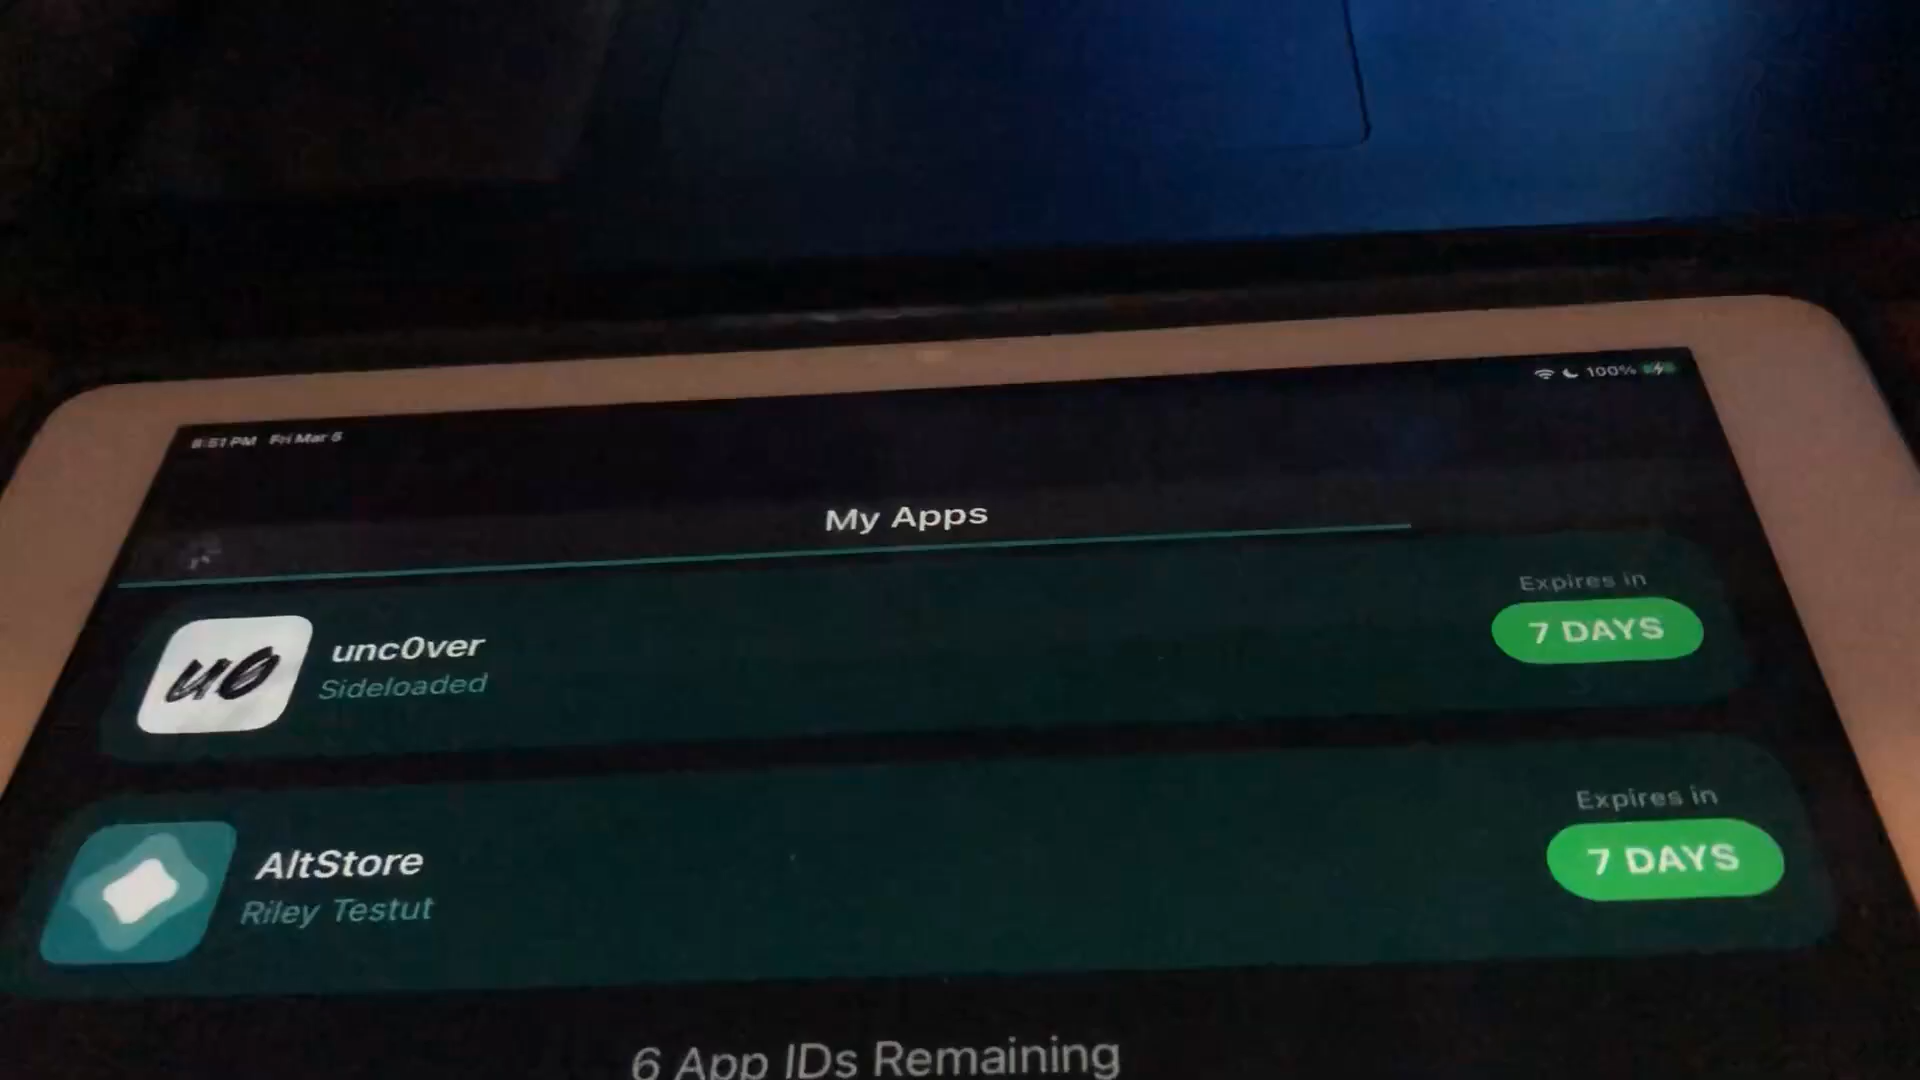 8:51 PM Fri Mar 5
100%
My Apps
Expires in
unc0ver
7 DAYS
Sideloaded
u0
Expires in
AltStore
7 DAYS
Riley Testut
6 App IDs Remaining